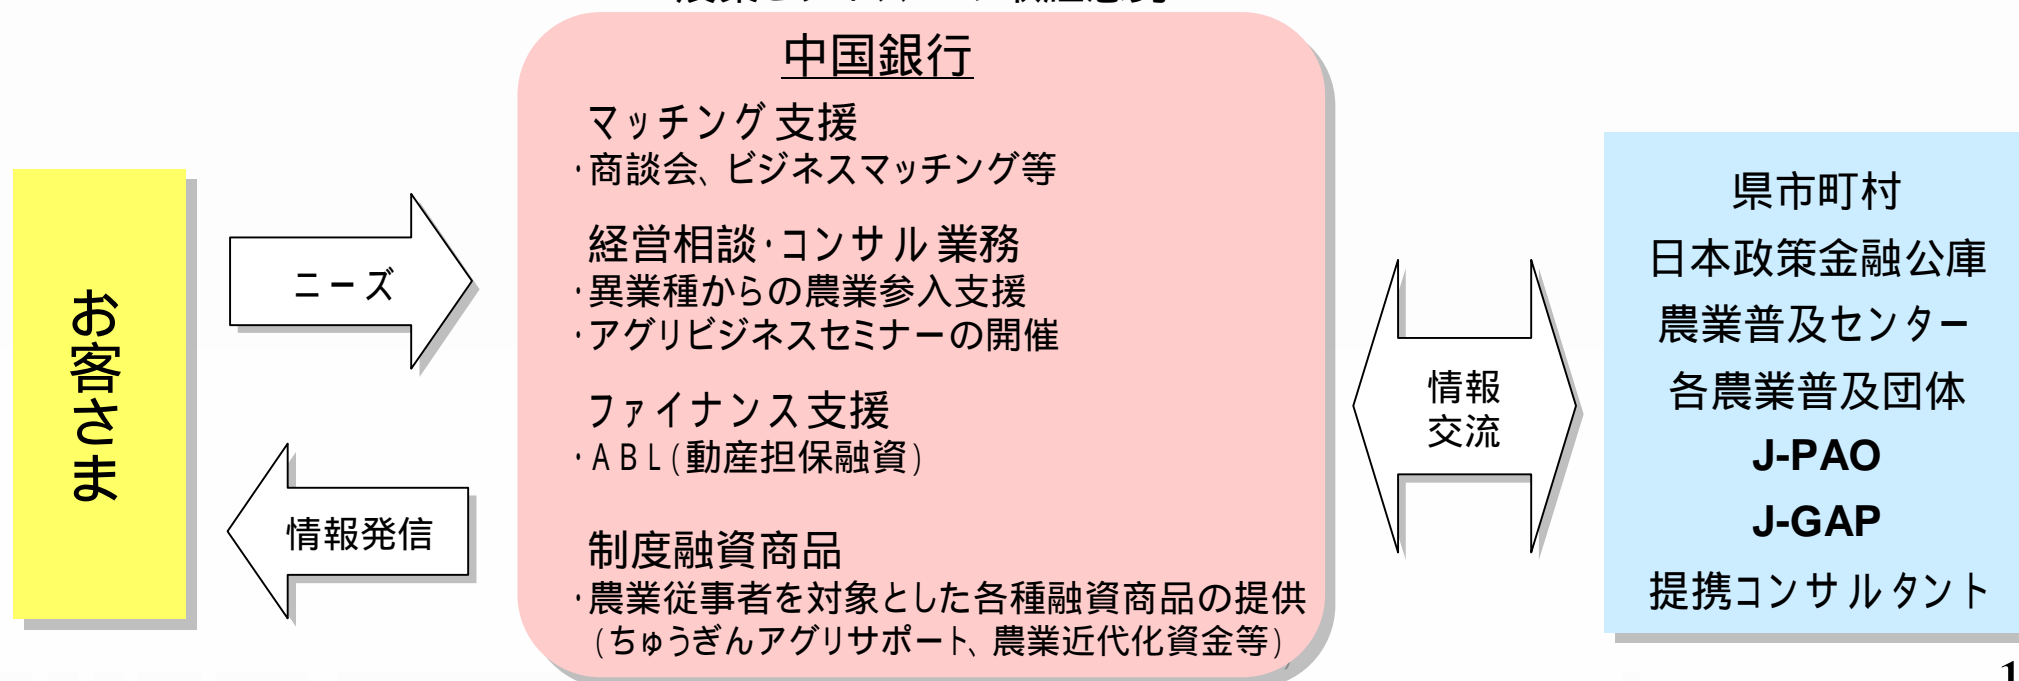 中国銀行
マッチング支援
・商談会、ビジネスマッチング等
経営相談・コンサル業務
・異業種からの農業参入支援
・アグリビジネスセミナーの開催
ファイナンス支援
・ABL(動産担保融資)
制度融資商品
・農業従事者を対象とした各種融資商品の提供
(ちゅうぎんアグリサポート、農業近代化資金等)
お客さま
ニーズ
情報発信
情報
交流
県市町村
日本政策金融公庫
農業普及センター
各農業普及団体
J-PAO
J-GAP
提携コンサルタント
1